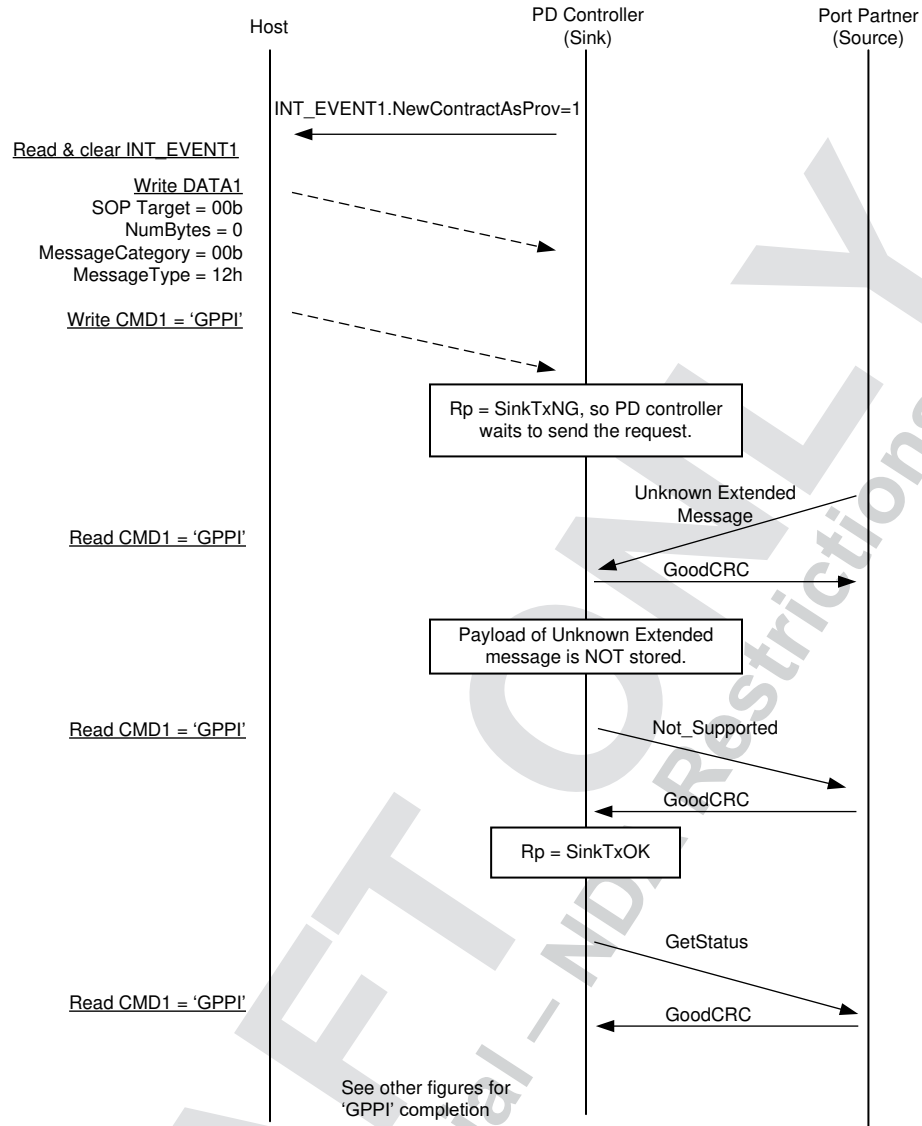 Host
PD Controller
(Sink)
Port Partner
(Source)
INT_EVENT1.NewContractAsProv=1
Read & clear INT_EVENT1
Write DATA1
SOP Target = 00b
NumBytes = 0
MessageCategory = 00b
MessageType = 12h
Write CMD1 = ‘GPPI’
Rp = SinkTxNG, so PD controller
waits to send the request.
Unknown Extended
Message
Read CMD1 = ‘GPPI’
GoodCRC
Payload of Unknown Extended
message is NOT stored.
Read CMD1 = ‘GPPI’
Not_Supported
GoodCRC
Rp = SinkTxOK
GetStatus
Read CMD1 = ‘GPPI’
GoodCRC
See other figures for
‘GPPI’ completion
ONLY
Restrictions